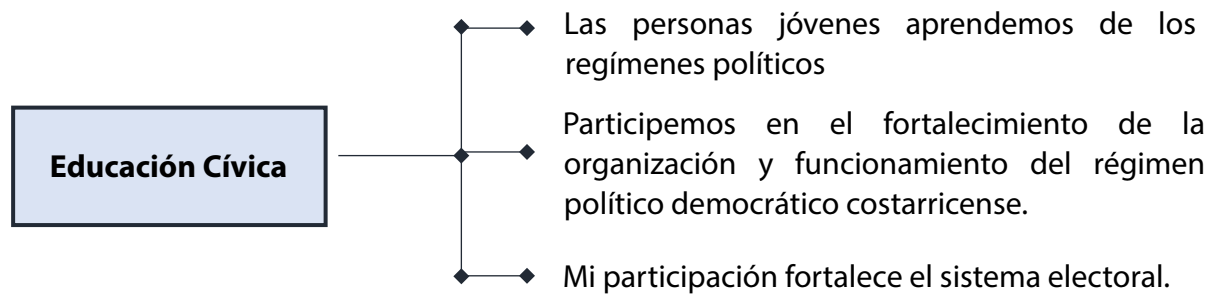 Educación Cívica
Las personas jóvenes aprendemos de los
regímenes políticos
Participemos en el fortalecimiento de la
organización y funcionamiento del régimen
político democrático costarricense.
Mi participación fortalece el sistema electoral.